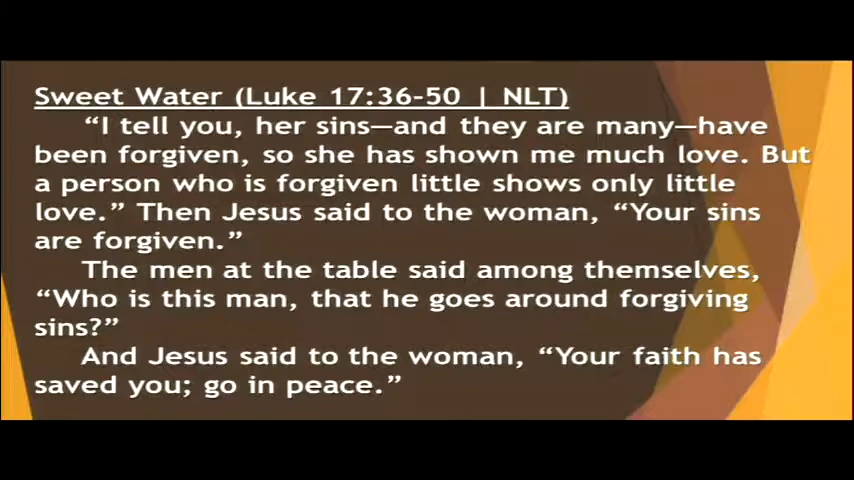 Sweet Water (Luke 17:36-50 | NLT)
“I tell you, her sins—and they are many—have
been forgiven, so she has shown me much love. But
a person who is forgiven little shows only little
love.” Then Jesus said to the woman, “Your sins
are forgiven.”
The men at the table said among themselves,
“Who is this man, that he goes around forgiving
sins?”
And Jesus said to the woman, “Your faith has
saved you; go in peace.”